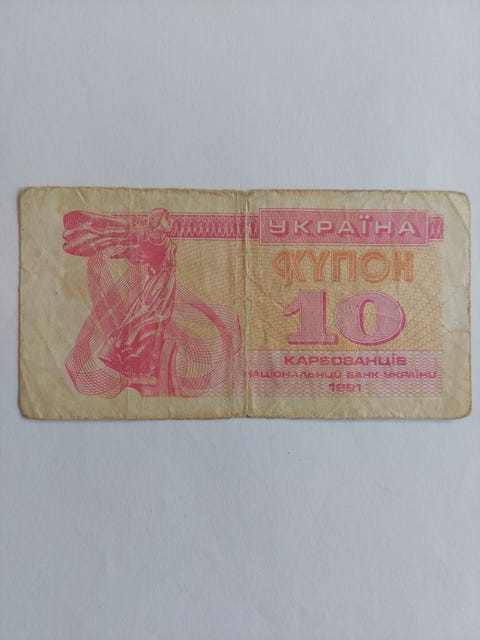 УКРАЇНА
КУПОН
10
КАРБОВАНЦІВ
НАЦІОНАЛЬНИЙ БАНК УКРАЇНИ
1991